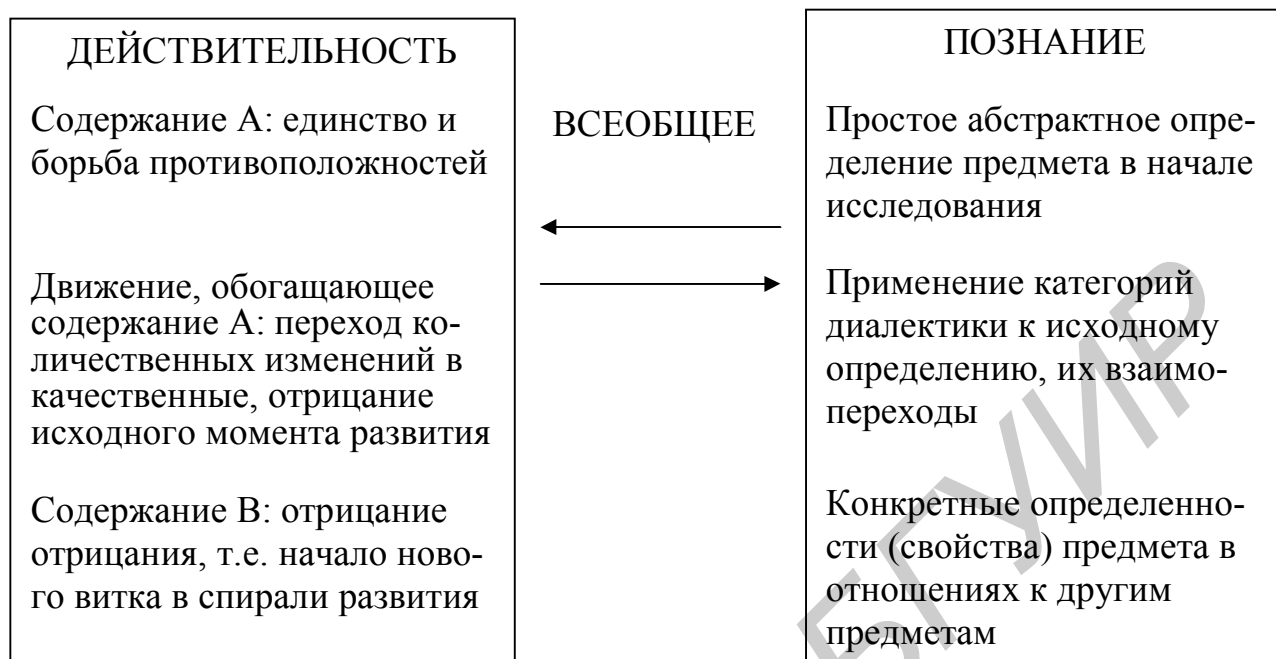 ДЕЙСТВИТЕЛЬНОСТЬ
Содержание А: единство и
борьба противоположностей
Движение, обогащающее
содержание А: переход ко-
личественных изменений в
качественные, отрицание
исходного момента развития
Содержание В: отрицание
отрицания, т.е. начало ново-
го витка в спирали развития
ВСЕОБЩЕЕ
ПОЗНАНИЕ
Простое абстрактное опре-
деление предмета в начале
исследования
Применение категорий
диалектики к исходному
определению, их взаимо-
переходы
Конкретные определенно-
сти (свойства) предмета в
отношениях к другим
предметам
БГУИР